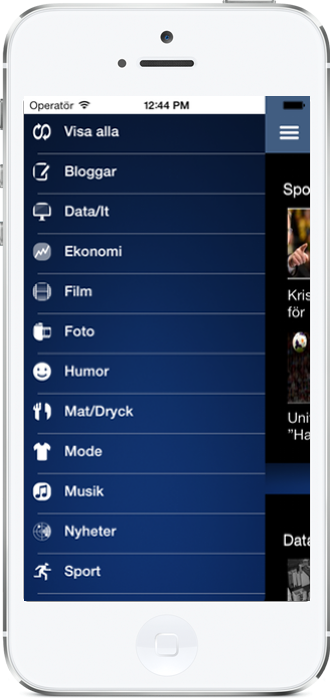 Operatör 12:44 PM
Visa alla
Bloggar
Data/It
Ekonomi
Film
Foto
Humor
Mat/Dryck
Mode
Musik
Nyheter
Sport
Spo
Kris
för
Uni
"Ha
Data